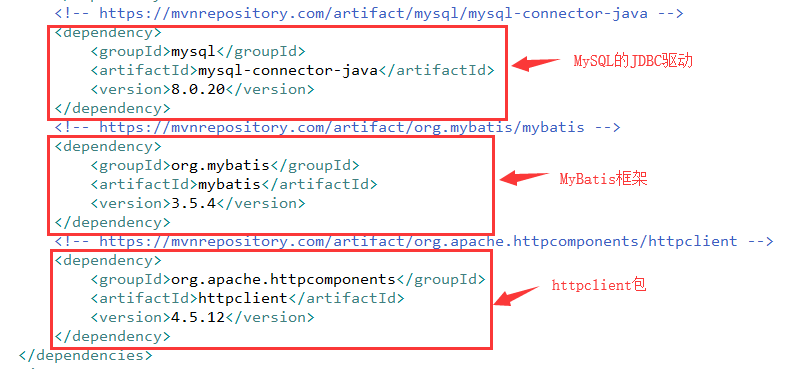 <!-- https://mvnrepository.com/artifact/mysql/mysql-connector-java -->
<dependency>
<groupId>mysql</groupId>
<artifactId>mysql-connector-java</artifactId>
<version>8.0.20</version>
</dependency>
MySQL的JDBC驱动
<!-- https://mvnrepository.com/artifact/org.mybatis/mybatis -->
<dependency>
<groupId>org.mybatis</groupId>
<artifactId>mybatis</artifactId>
<version>3.5.4</version>
</dependency>
MyBatis框架
<!-- https://mvnrepository.com/artifact/org.apache.httpcomponents/httpclient -->
<dependency>
<groupId>org.apache.httpcomponents</groupId>
<artifactId>httpclient</artifactId>
<version>4.5.12</version>
</dependency>
httpclient包
</dependencies>